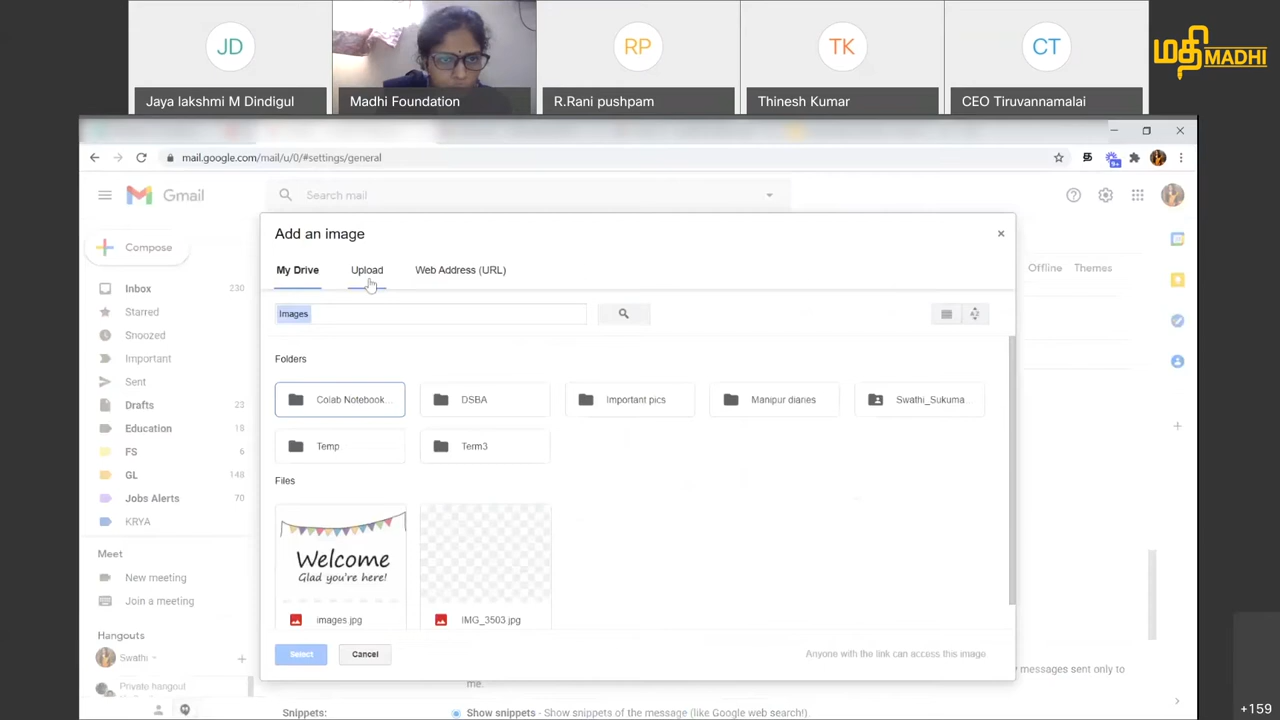 JD
RP
TK
CT
மதி MADHI
Jaya lakshmi M Dindigul
Madhi Foundation
R.Rani pushpam
Thinesh Kumar
CEO Tiruvannamalai
mail.google.com/mail/u/0/#settings/general
9+
Gmail
Search mail
Compose
Inbox 230
Starred
Snoozed
Important
Sent
Drafts 23
Education 18
FS 6
GL 148
Jobs Alerts 70
KRYA
Meet
New meeting
Join a meeting
Hangouts
Swathi
Private hangout
Offline Themes
Add an image
My Drive Upload Web Address (URL)
Images
AZ
Folders
Colab Notebook...
DSBA
Important pics
Manipur diaries
Swathi_Sukuma...
Temp
Term3
Files
Welcome
Glad you're here!
images.jpg
IMG_3503.jpg
Select Cancel Anyone with the link can access this image
messages sent only to
me.
Snippets: Show snippets - Show snippets of the message (like Google web search!).
+159